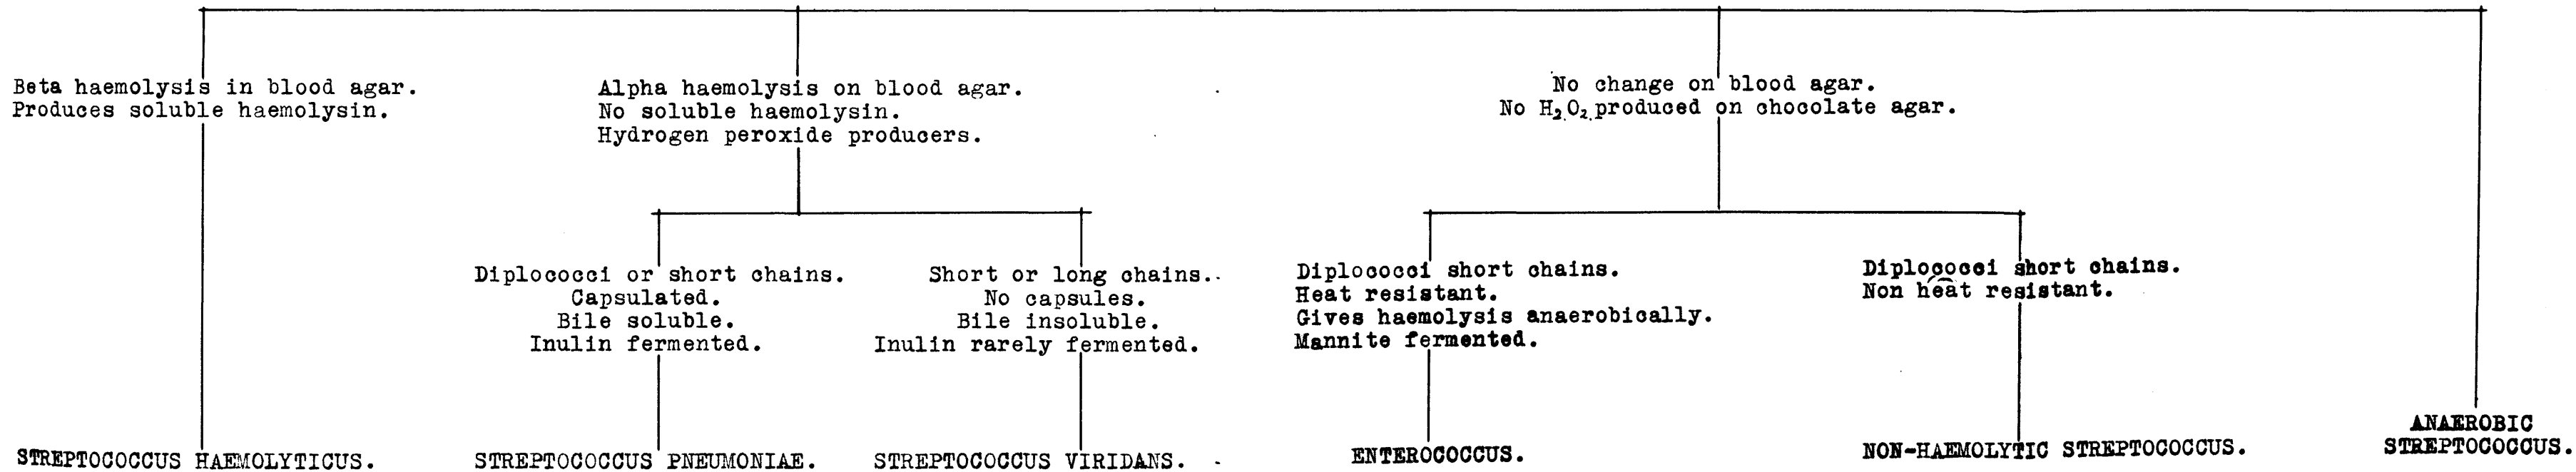 Beta haemolysis in blood agar.
Produces soluble haemolysin.
Alpha haemolysis on blood agar.
No soluble haemolysin.
Hydrogen peroxide producers.
No change on blood agar.
No H₂O₂ produced on chocolate agar.
Diplococci or short chains.
Capsulated.
Bile soluble.
Inulin fermented.
Short or long chains.
No capsules.
Bile insoluble.
Inulin rarely fermented.
Diplococci short chains.
Heat resistant.
Gives haemolysis anaerobically.
Mannite fermented.
Diplococci short chains.
Non heat resistant.
STREPTOCOCCUS HAEMOLYTICUS.
STREPTOCOCCUS PNEUMONIAE.
STREPTOCOCCUS VIRIDANS.
ENTEROCOCCUS.
NON-HAEMOLYTIC STREPTOCOCCUS.
ANAEROBIC
STREPTOCOCCUS.